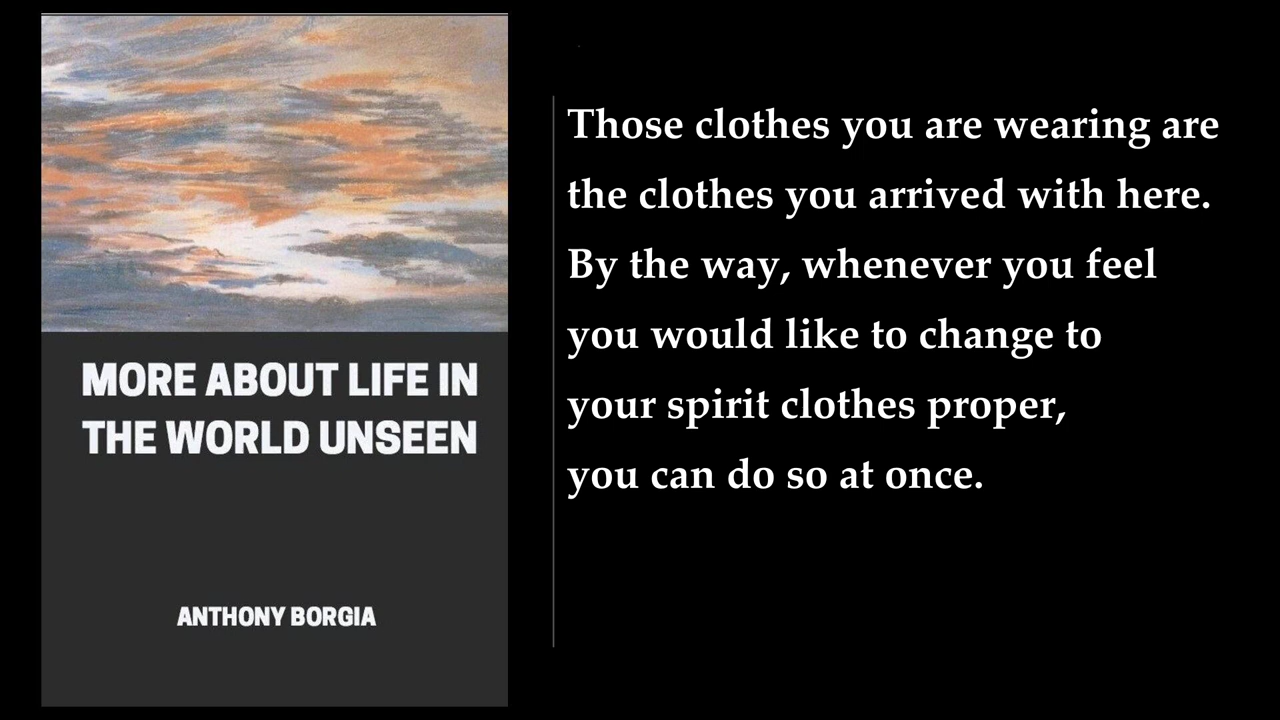 MORE ABOUT LIFE IN
THE WORLD UNSEEN
ANTHONY BORGIA
Those clothes you are wearing are
the clothes you arrived with here.
By the way, whenever you feel
you would like to change to
your spirit clothes proper,
you can do so at once.